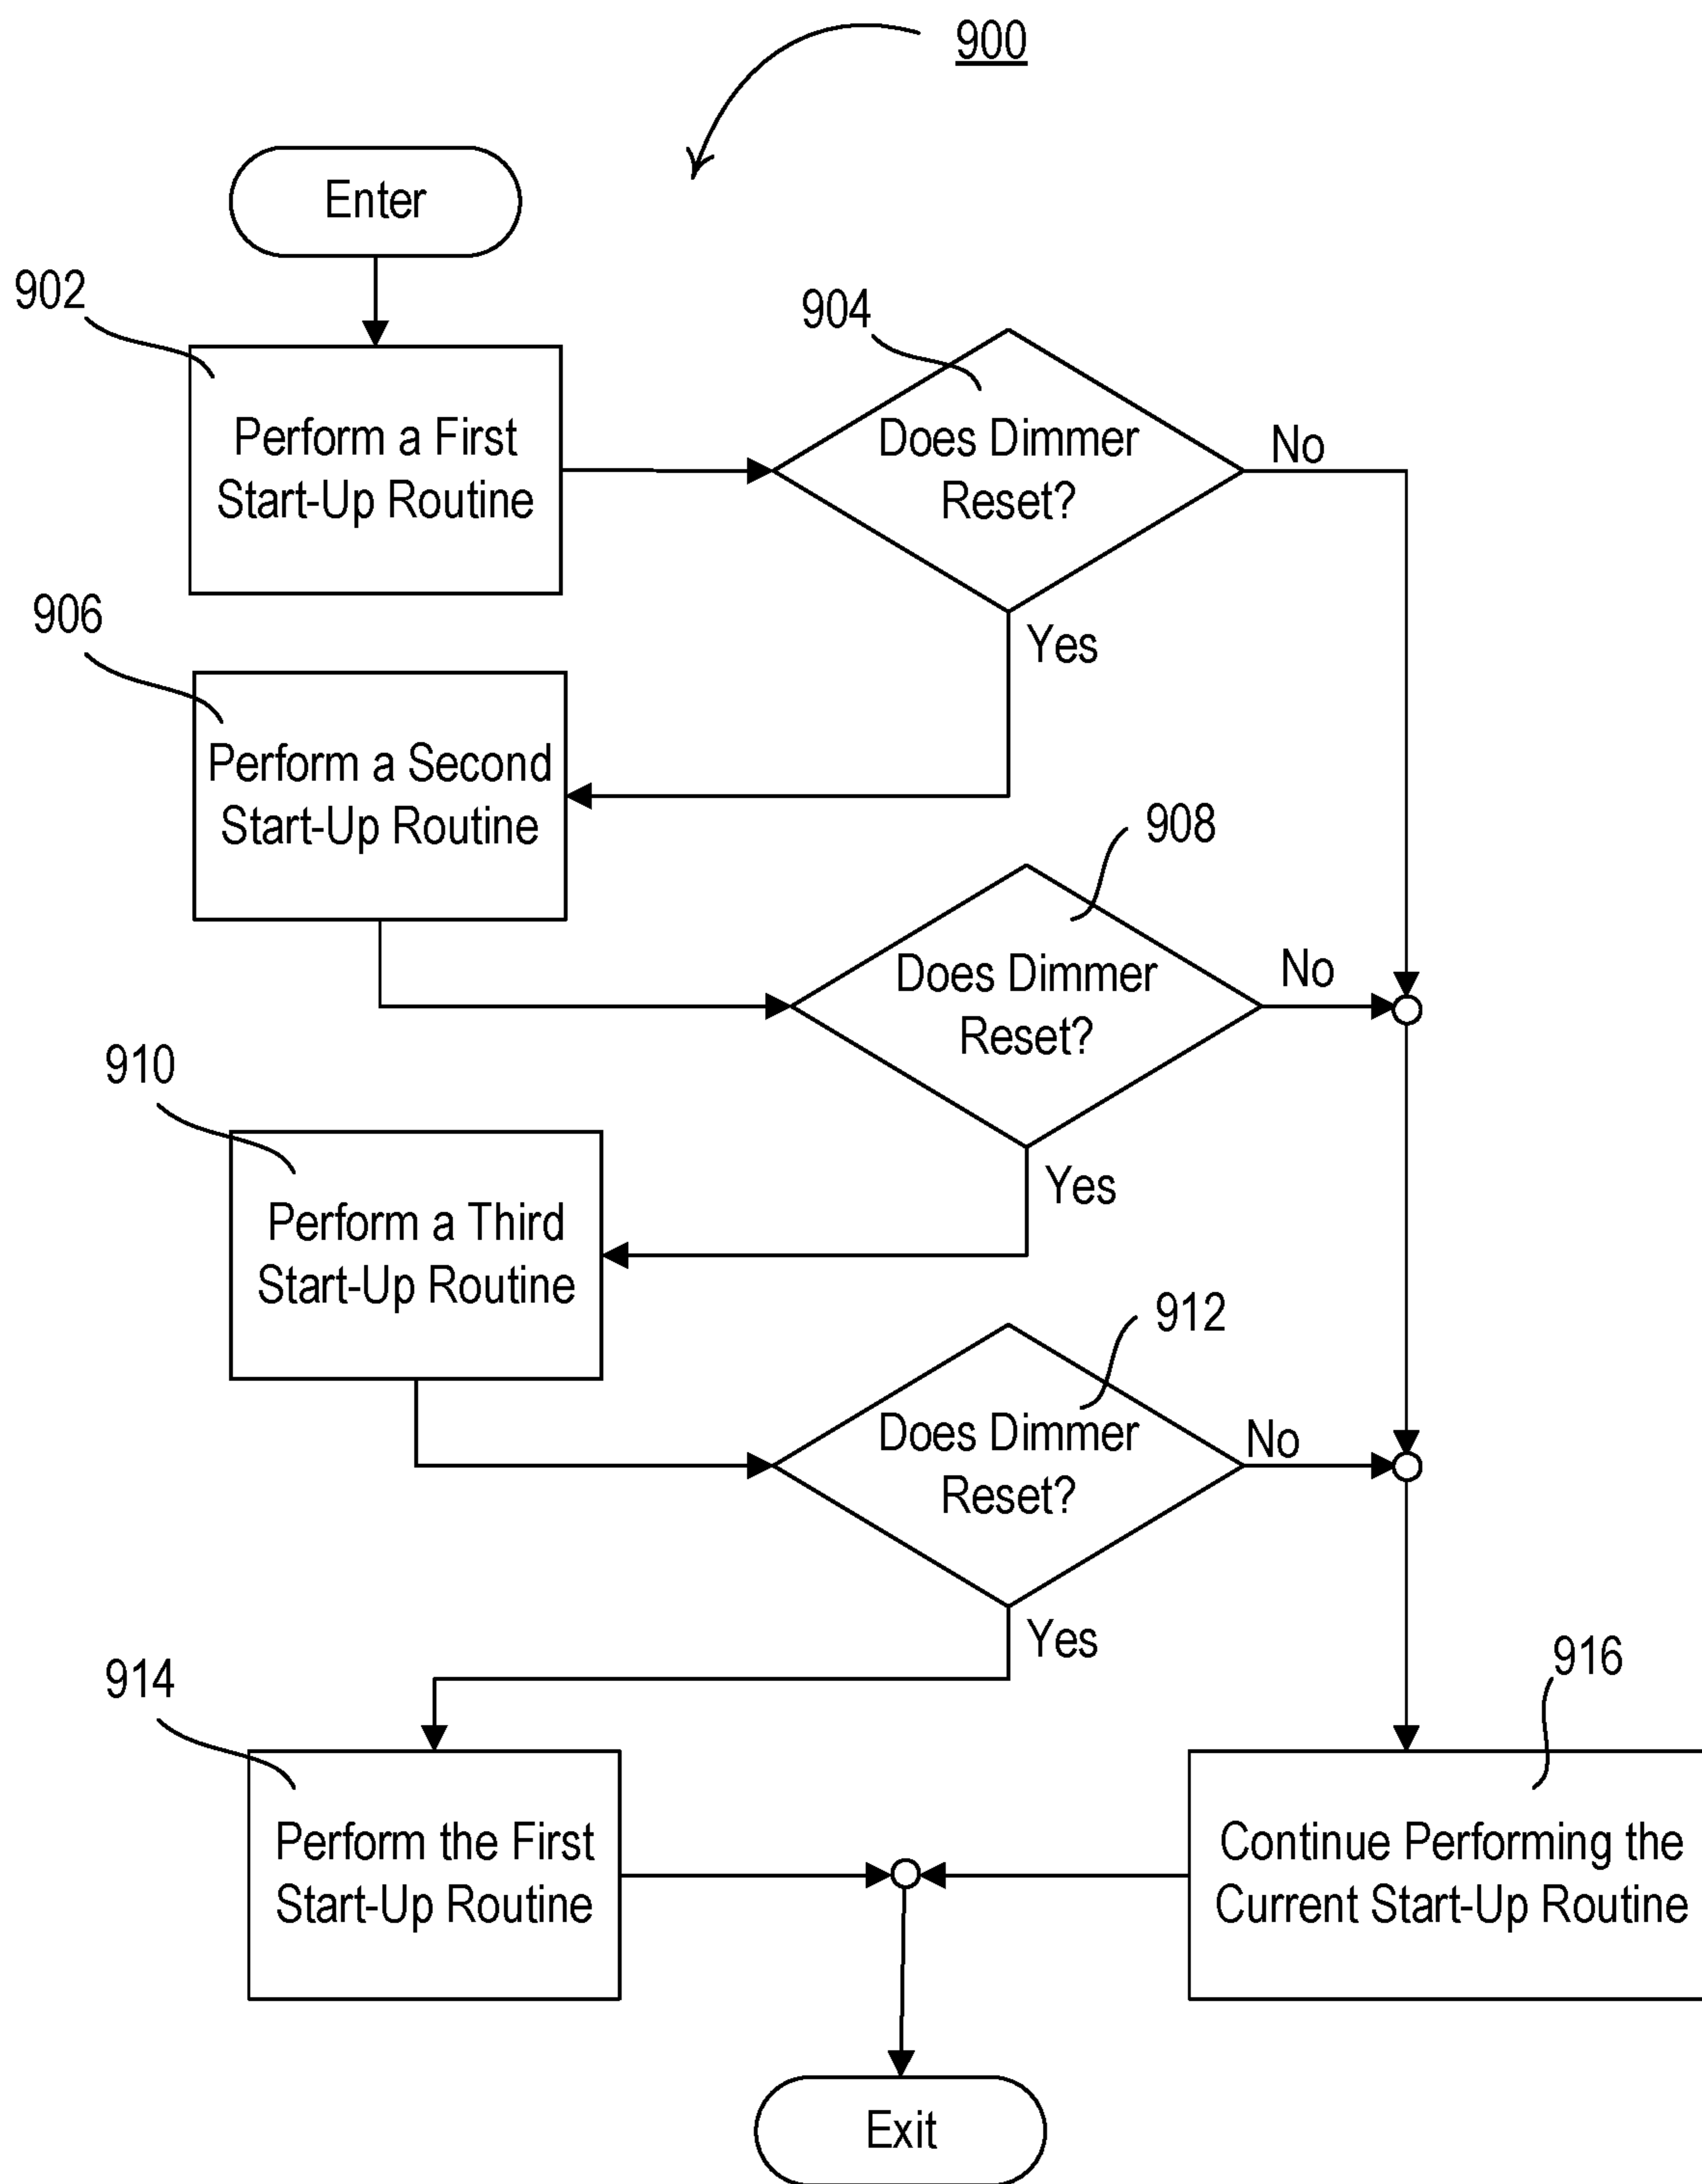 900
Enter
902
904
Perform a First
Start-Up Routine
Does Dimmer
Reset?
No
Yes
906
Perform a Second
Start-Up Routine
908
Does Dimmer
Reset?
No
Yes
910
Perform a Third
Start-Up Routine
912
Does Dimmer
Reset?
No
Yes
914
916
Perform the First
Start-Up Routine
Continue Performing the
Current Start-Up Routine
Exit